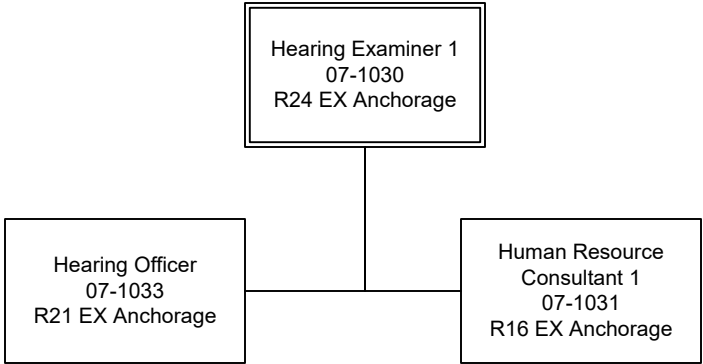 Hearing Examiner 1
07-1030
R24 EX Anchorage
Hearing Officer
07-1033
R21 EX Anchorage
Human Resource
Consultant 1
07-1031
R16 EX Anchorage